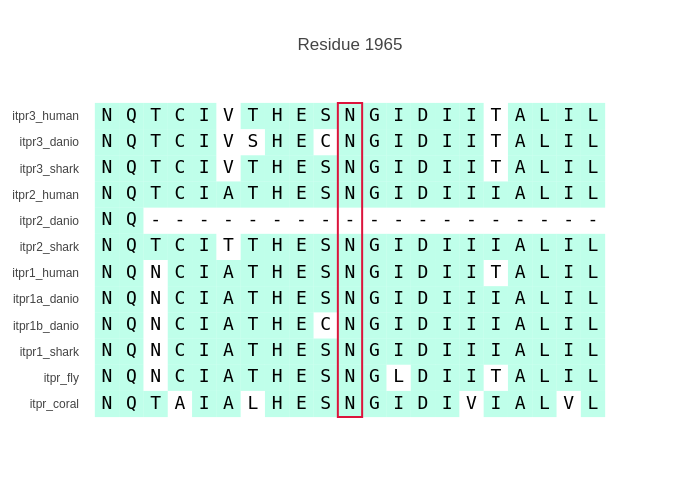 Residue 1965
itpr3_human N Q T C I V T H E S N G I D I I T A L I L
itpr3_danio N Q T C I V S H E C N G I D I I T A L I L
itpr3_shark N Q T C I V T H E S N G I D I I T A L I L
itpr2_human N Q T C I A T H E S N G I D I I I A L I L
itpr2_danio N Q - - - - - - - - - - - - - - - - - - -
itpr2_shark N Q T C I T T H E S N G I D I I I A L I L
itpr1_human N Q N C I A T H E S N G I D I I T A L I L
itpr1a_danio N Q N C I A T H E S N G I D I I I A L I L
itpr1b_danio N Q N C I A T H E C N G I D I I I A L I L
itpr1_shark N Q N C I A T H E S N G I D I I I A L I L
itpr_fly N Q N C I A T H E S N G L D I I T A L I L
itpr_coral N Q T A I A L H E S N G I D I V I A L V L